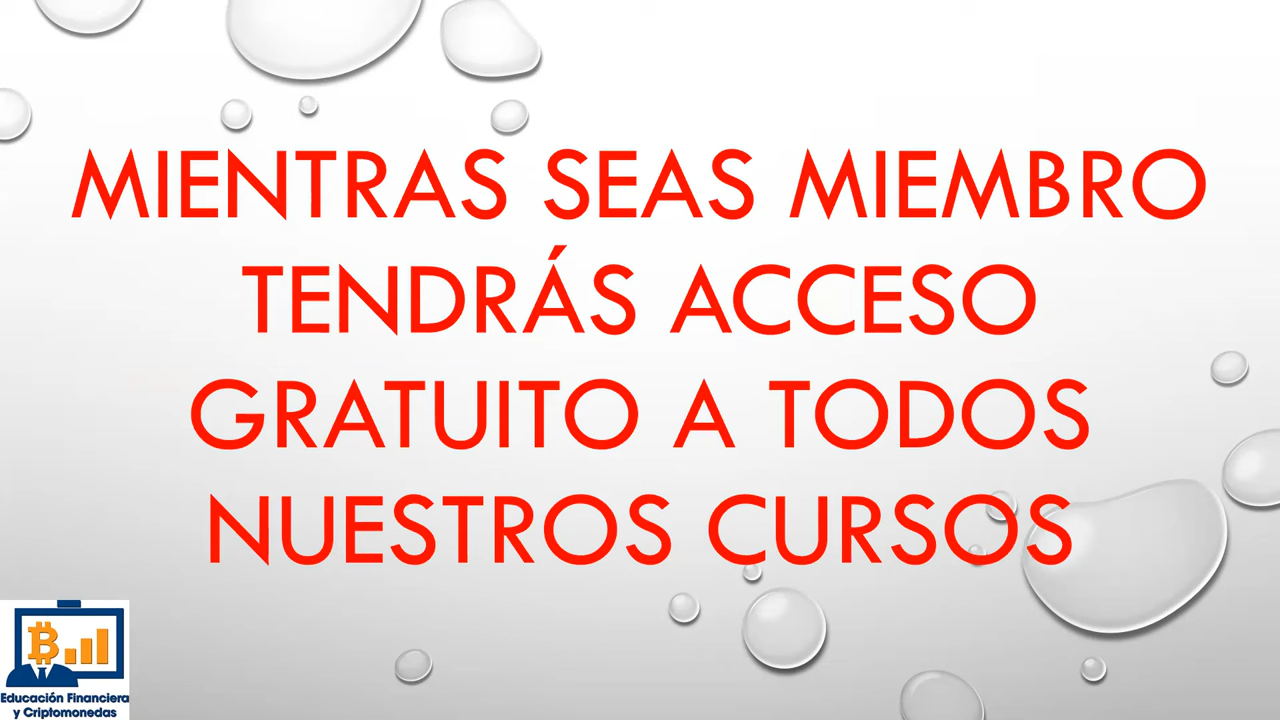 MIENTRAS SEAS MIEMBRO
TENDRÁS ACCESO
GRATUITO A TODOS
NUESTROS CURSOS
Educación Financiera
y Criptomonedas